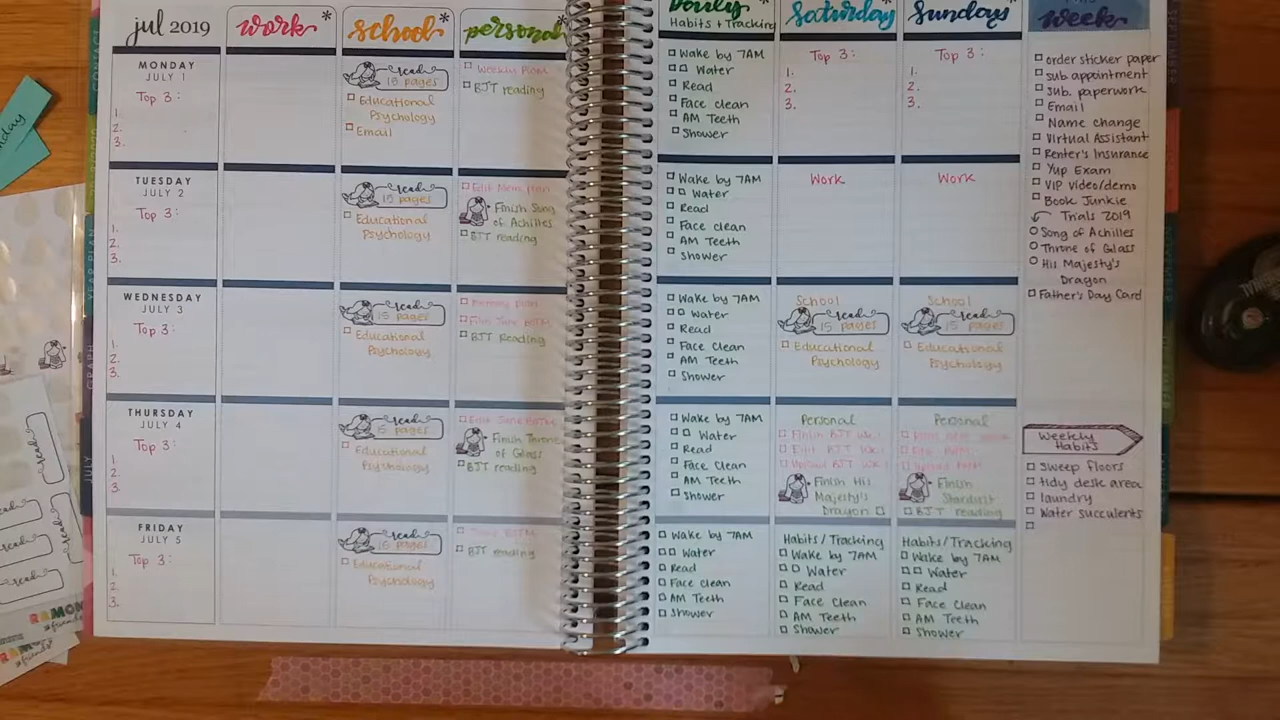 jul 2019
work*
school*
personal*
MONDAY
JULY 1
Top 3:
1.
2.
3.
read
15 pages
Educational
Psychology
Email
BJT reading
TUESDAY
JULY 2
Top 3:
1.
2.
3.
read
15 pages
Educational
Psychology
Finish Song
of Achilles
BJT reading
WEDNESDAY
JULY 3
Top 3:
1.
2.
3.
read
15 pages
Educational
Psychology
BJT Reading
THURSDAY
JULY 4
Top 3:
1.
2.
3.
read
15 pages
Educational
Psychology
Finish Throne
of Glass
BJT reading
FRIDAY
JULY 5
Top 3:
1.
2.
3.
read
15 pages
Educational
Psychology
BJT reading
Daily
Habits + Tracking
Wake by 7AM
Water
Read
Face clean
AM Teeth
Shower
Wake by 7AM
Water
Read
Face clean
AM Teeth
Shower
Wake by 7AM
Water
Read
Face clean
AM Teeth
Shower
Wake by 7AM
Water
Read
Face Clean
AM Teeth
Shower
Wake by 7AM
Water
Read
Face clean
AM Teeth
Shower
Saturday
Top 3:
1.
2.
3.
Work
School
read
15 pages
Educational
Psychology
Personal
Finish His
Majesty's
Dragon
Habits/Tracking
Wake by 7AM
Water
Read
Face Clean
AM Teeth
Shower
Sunday*
Top 3:
1.
2.
3.
Work
School
read
15 pages
Educational
Psychology
Personal
Finish
Stardust
BJT reading
Habits/Tracking
Wake by 7AM
Water
Read
Face Clean
AM Teeth
Shower
week
order sticker paper
sub appointment
sub. paperwork
Email
Name change
Virtual Assistant
Renter's Insurance
Yup Exam
VIP video/demo
Book Junkie
Trials 2019
Song of Achilles
Throne of Glass
His Majesty's
Dragon
Father's Day Card
Weekly
Habits
sweep floors
tidy desk area
laundry
Water succulents
CONTACT
YEAR PLAN
GRAPH
JULY
read
read
read
read